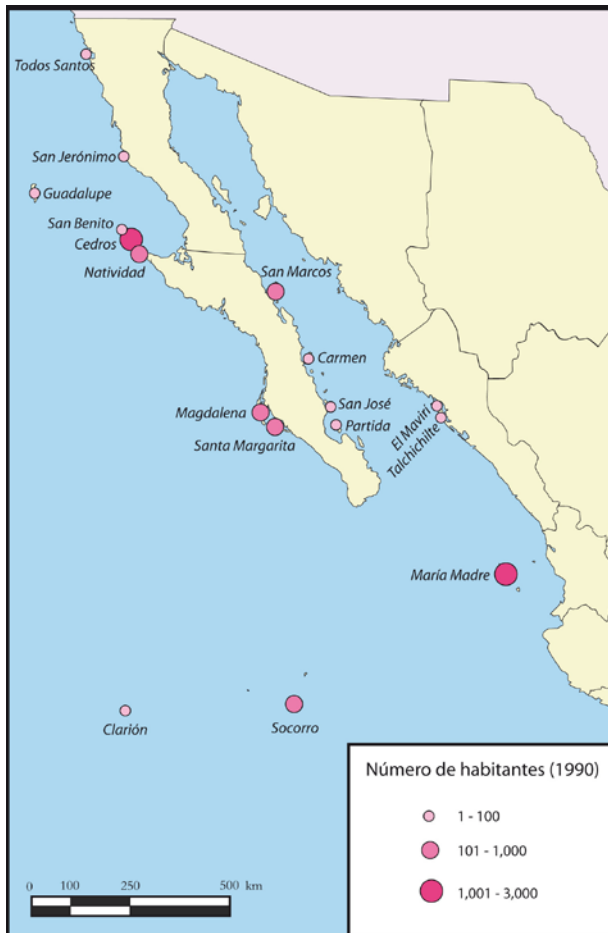 Todos Santos
San Jerónimo
Guadalupe
San Benito
Cedros
Natividad
San Marcos
Carmen
Magdalena
San José
Partida
Santa Margarita
El Maviri
Talchichilte
María Madre
Clarión
Socorro
Número de habitantes (1990)
1 - 100
101 - 1,000
1,001 - 3,000
0 100 250 500 km